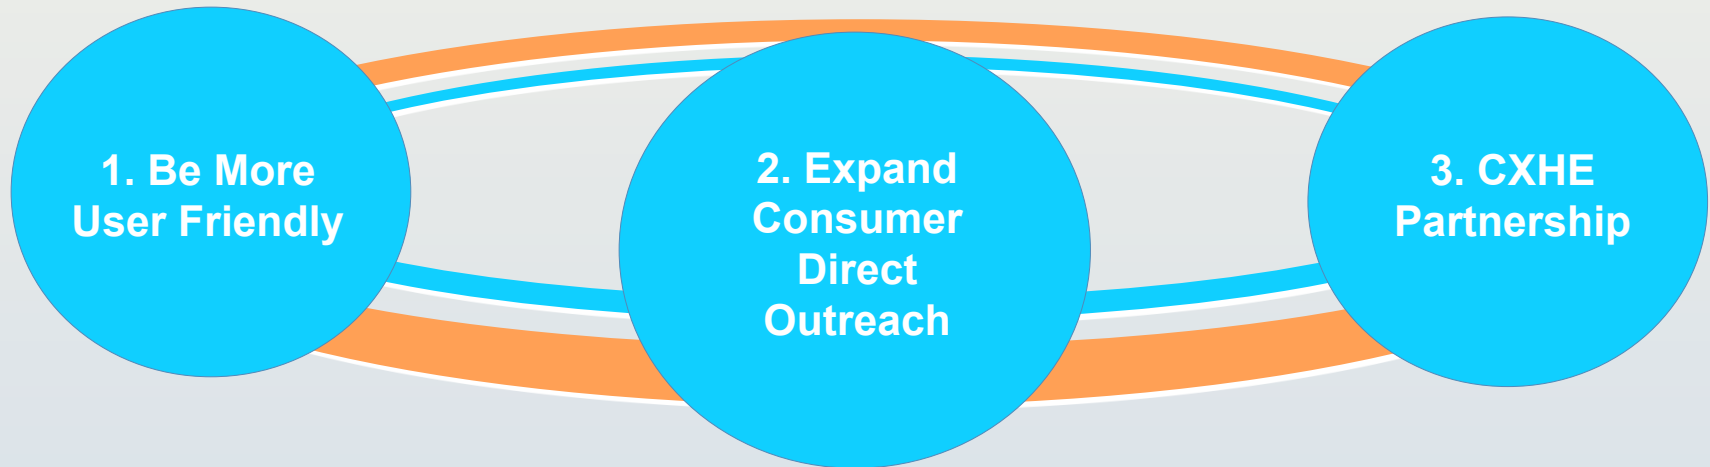 1. Be More
User Friendly
2. Expand
Consumer
Direct
Outreach
3. CXHE
Partnership